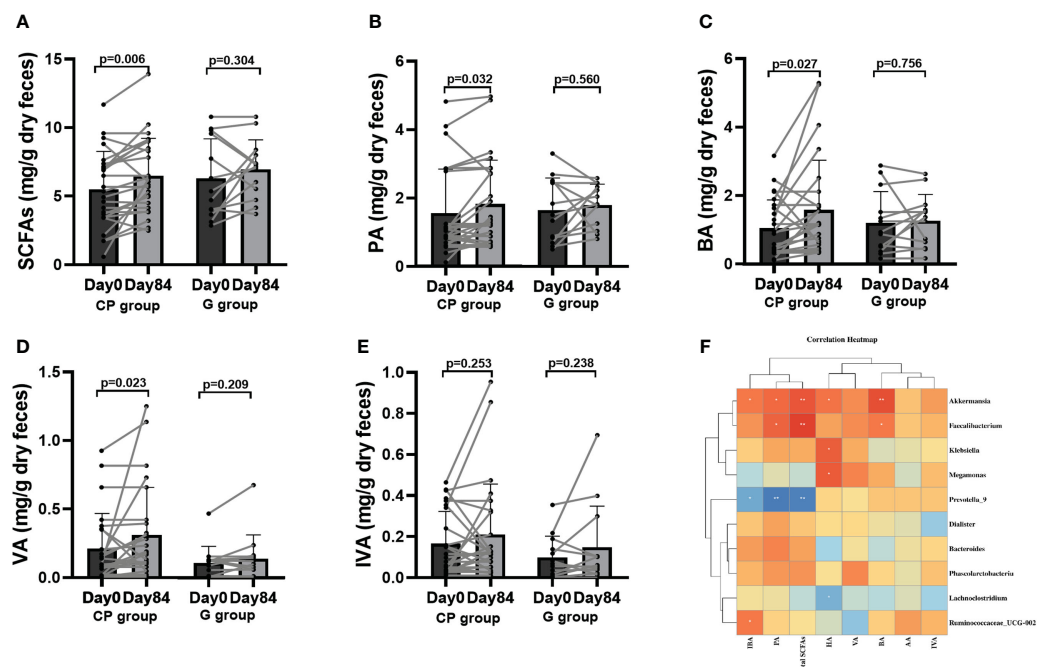 A
SCFAs (mg/g dry feces)
15
10
5
0
p=0.006
p=0.304
Day0 Day84 Day0 Day84
CP group G group
B
PA (mg/g dry feces)
6
4
2
0
p=0.032
p=0.560
Day0 Day84 Day0 Day84
CP group G group
C
BA (mg/g dry feces)
6
4
2
0
p=0.027
p=0.756
Day0 Day84 Day0 Day84
CP group G group
D
VA (mg/g dry feces)
1.5
1.0
0.5
0.0
p=0.023
p=0.209
Day0 Day84 Day0 Day84
CP group G group
E
IVA (mg/g dry feces)
1.0
0.8
0.6
0.4
0.2
0.0
p=0.253
p=0.238
Day0 Day84 Day0 Day84
CP group G group
F
Correlation Heatmap
* * ** * ** Akkermansia
* ** * Faecalibacterium
* Klebsiella
* Megamonas
* ** ** Prevotella_9
Dialister
Bacteroides
Phascolarctobacteria
* Lachnoclostridium
* Ruminococcaceae_UCG-002
IBA PA tal SCFAs HA VA BA AA IVA